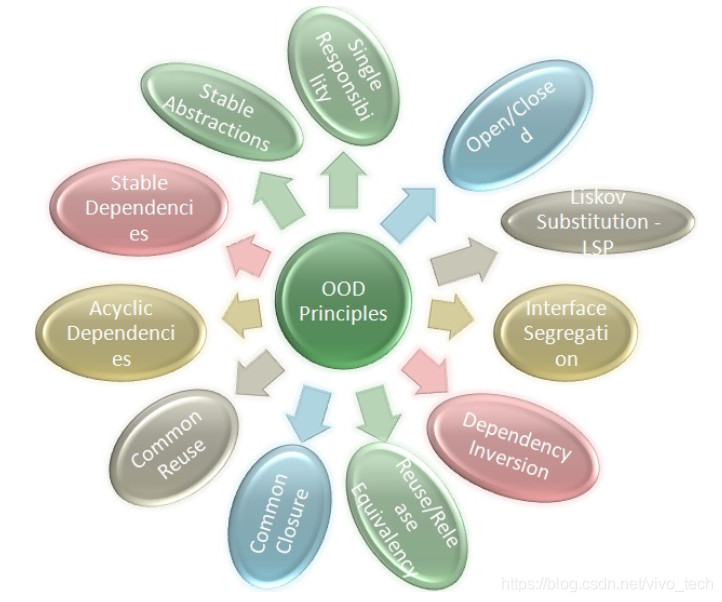 Single
Responsibi
lity
Open/Close
d
Liskov
Substitution -
LSP
Interface
Segregati
on
Dependency
Inversion
Reuse/Rele
ase
Equivalency
Common
Closure
Common
Reuse
Acyclic
Dependenci
es
Stable
Dependenci
es
Stable
Abstractions
OOD
Principles
https://blog.csdn.net/vivo_tech